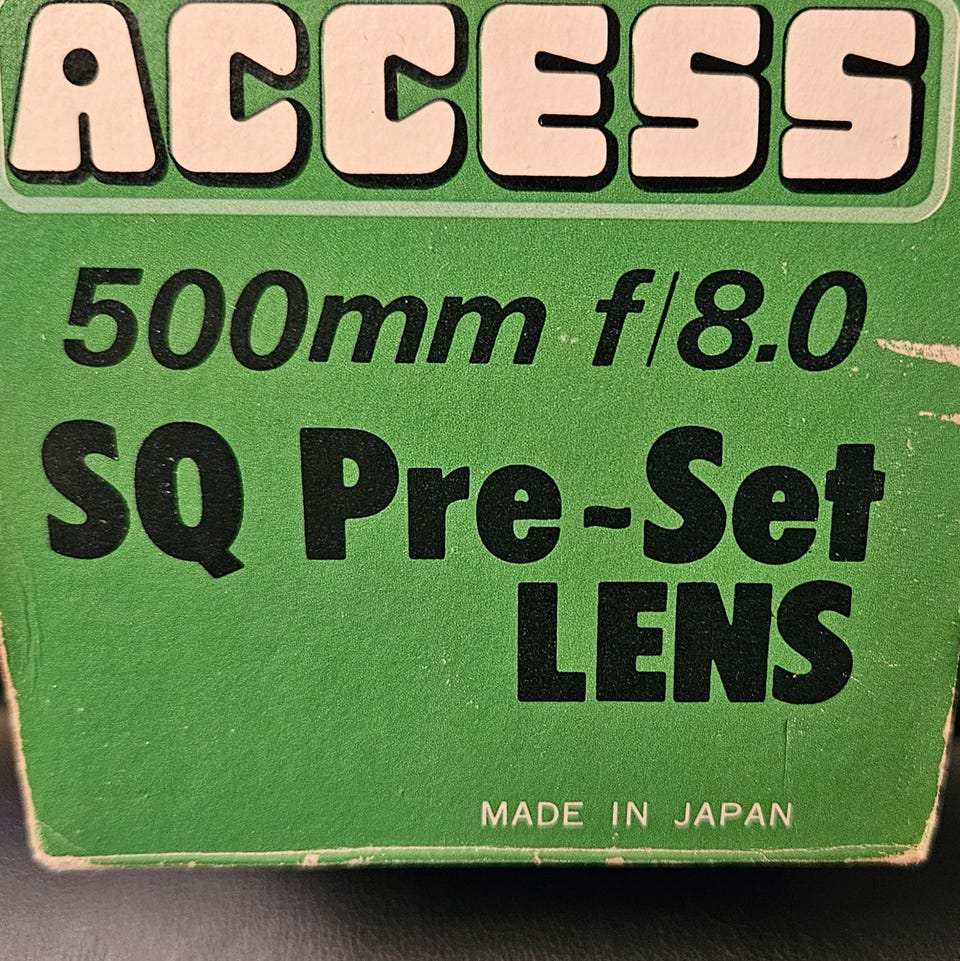 ACCESS
500mm f/8.0
SQ Pre-Set
LENS
MADE IN JAPAN